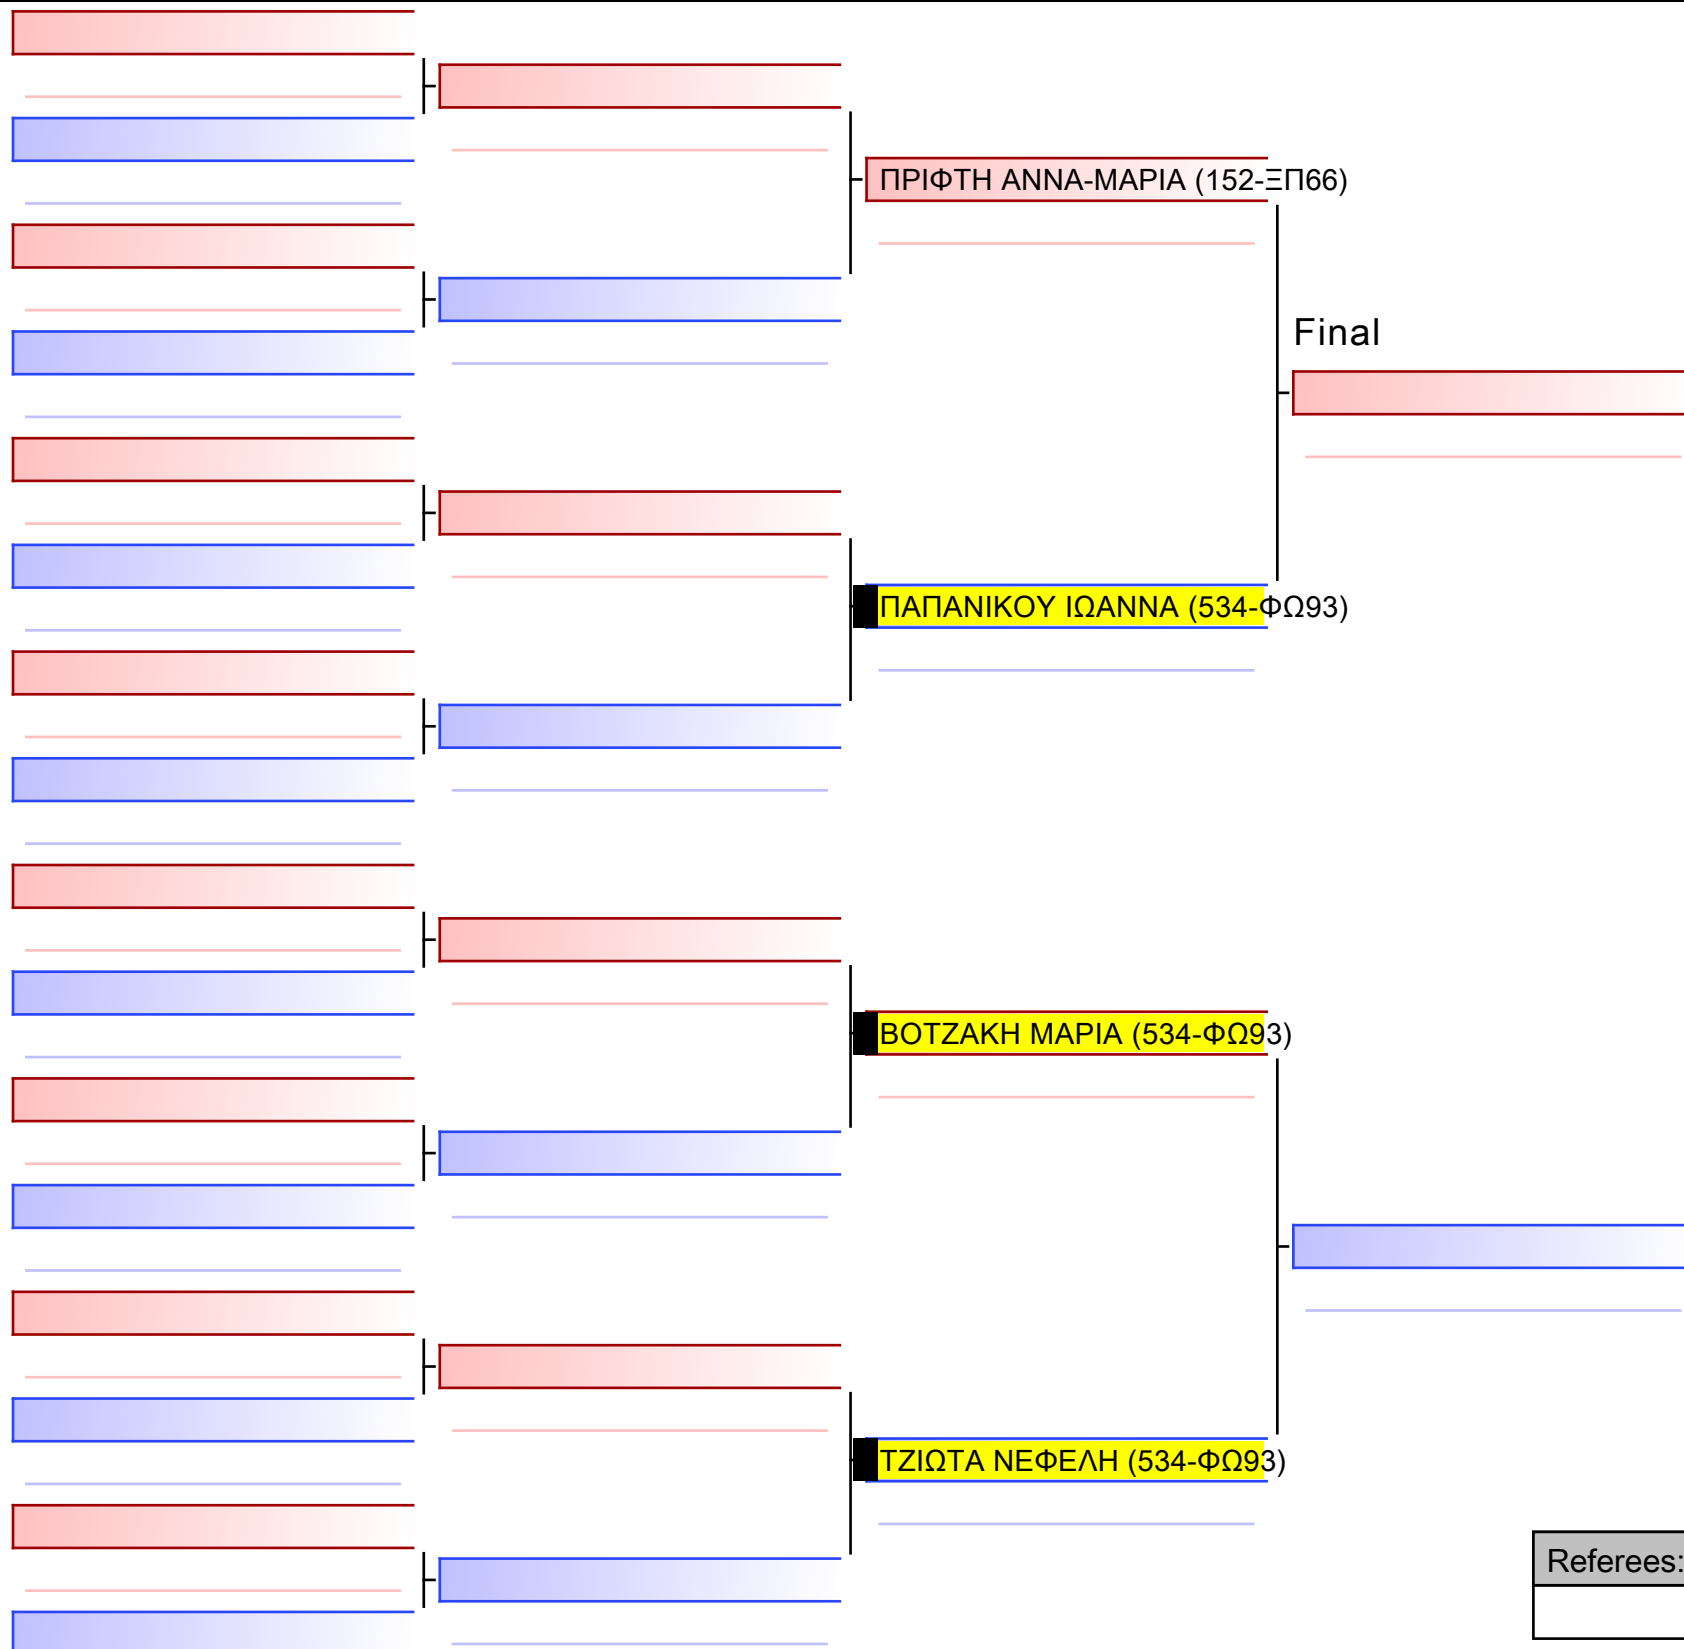 ΠΡΙΦΤΗ ΑΝΝΑ-ΜΑΡΙΑ (152-ΞΠ66)
Final
ΠΑΠΑΝΙΚΟΥ ΙΩΑΝΝΑ (534-ΦΩ93)
ΒΟΤΖΑΚΗ ΜΑΡΙΑ (534-ΦΩ93)
ΤΖΙΩΤΑ ΝΕΦΕΛΗ (534-ΦΩ93)
Referees: